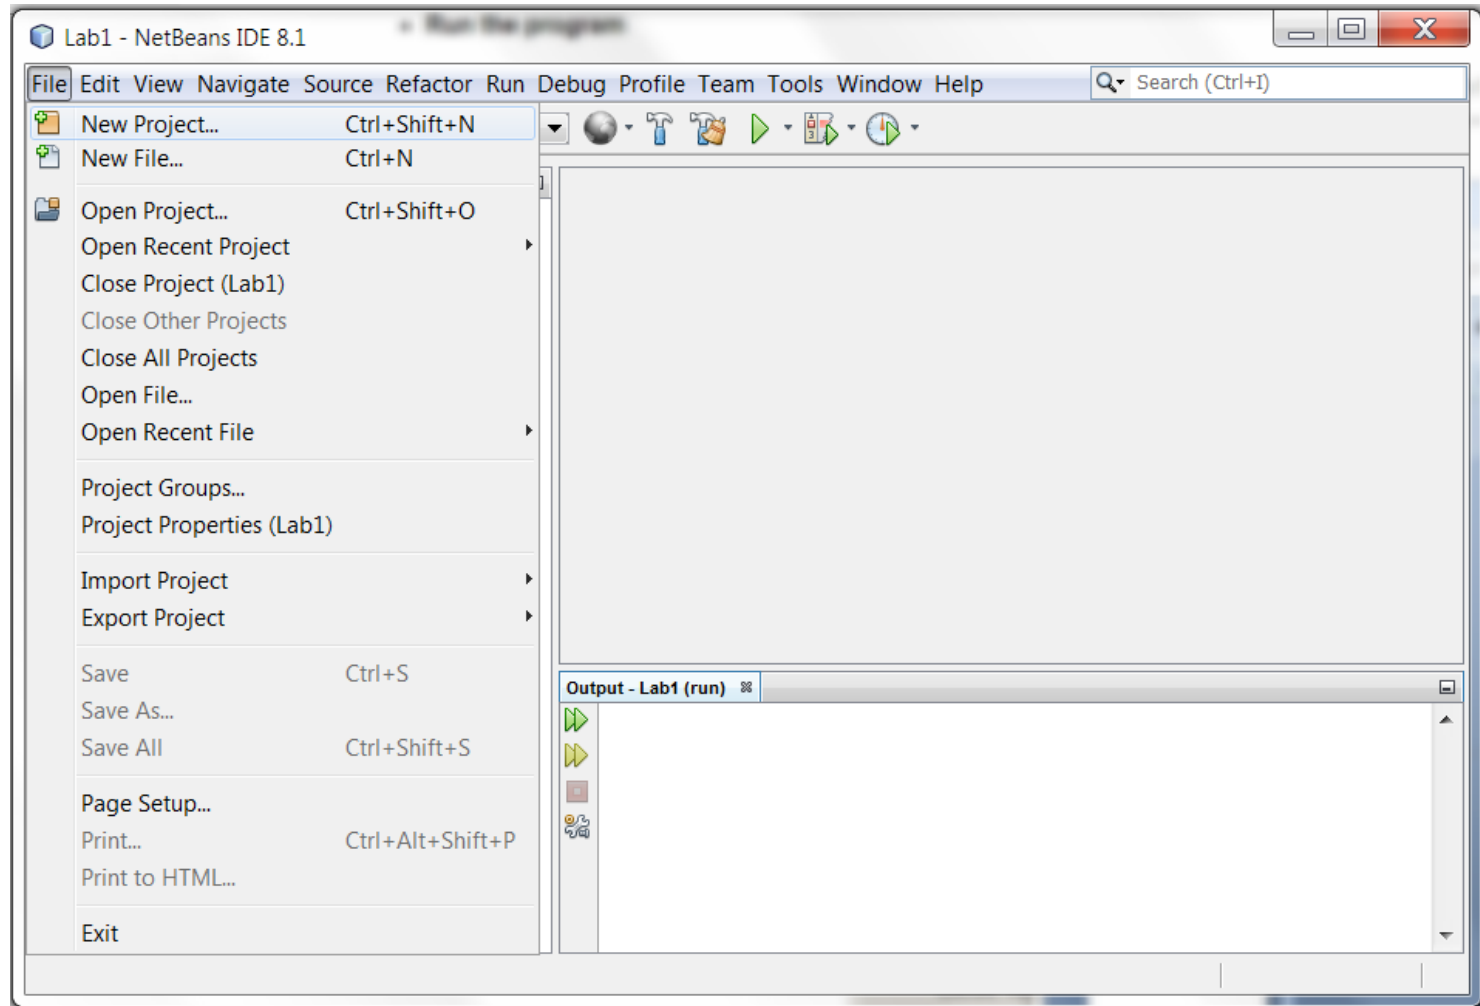 Run the program
Lab1 - NetBeans IDE 8.1
File Edit View Navigate Source Refactor Run Debug Profile Team Tools Window Help
Search (Ctrl+I)
New Project... Ctrl+Shift+N
New File... Ctrl+N
Open Project... Ctrl+Shift+O
Open Recent Project
Close Project (Lab1)
Close Other Projects
Close All Projects
Open File...
Open Recent File
Project Groups...
Project Properties (Lab1)
Import Project
Export Project
Save Ctrl+S
Save As...
Save All Ctrl+Shift+S
Page Setup...
Print... Ctrl+Alt+Shift+P
Print to HTML...
Exit
Output - Lab1 (run)